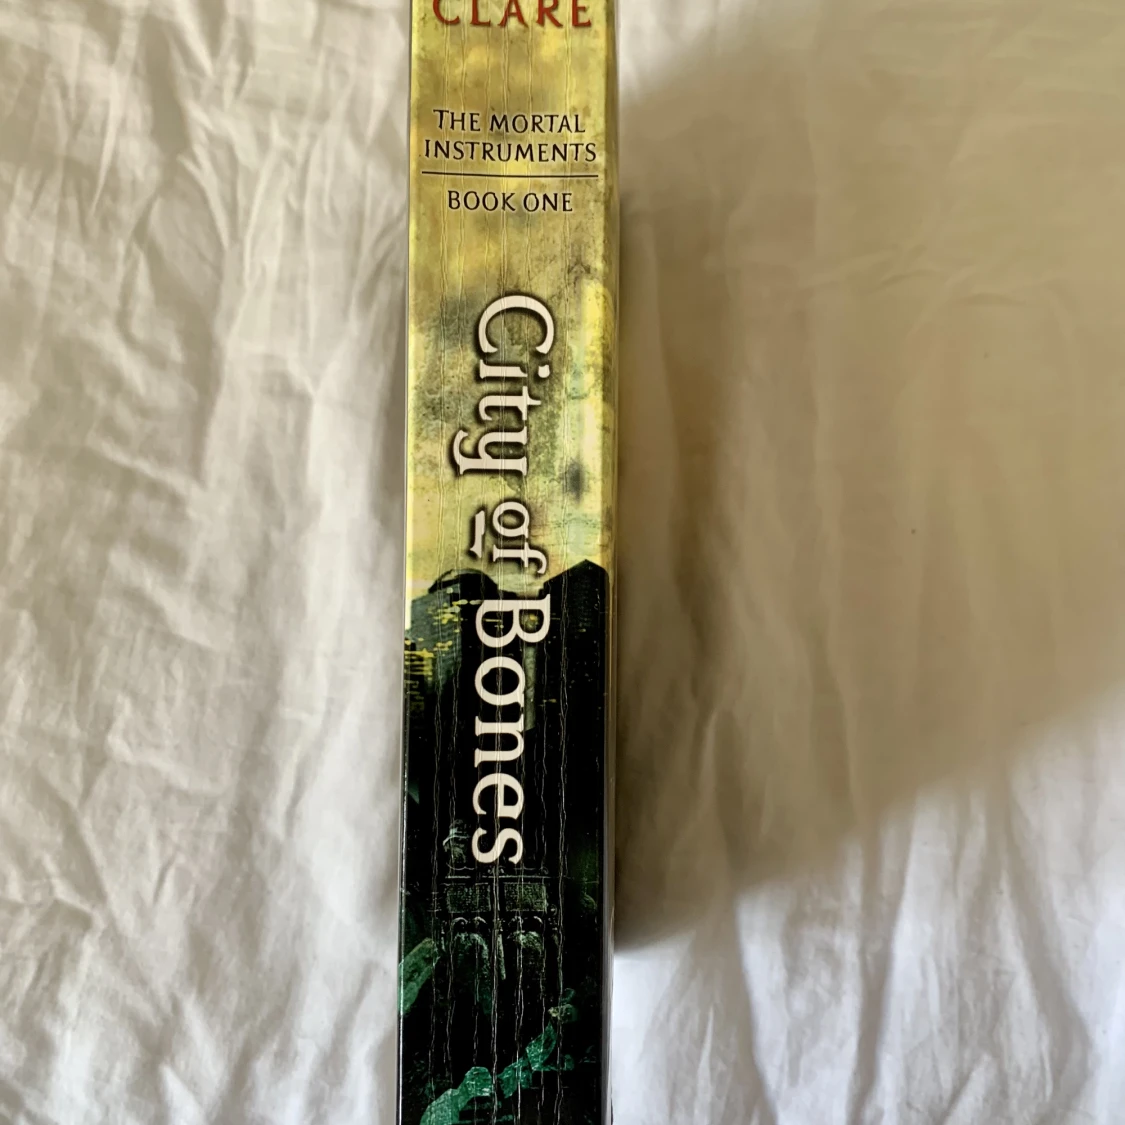 CLARE
THE MORTAL
INSTRUMENTS
BOOK ONE
City of Bones